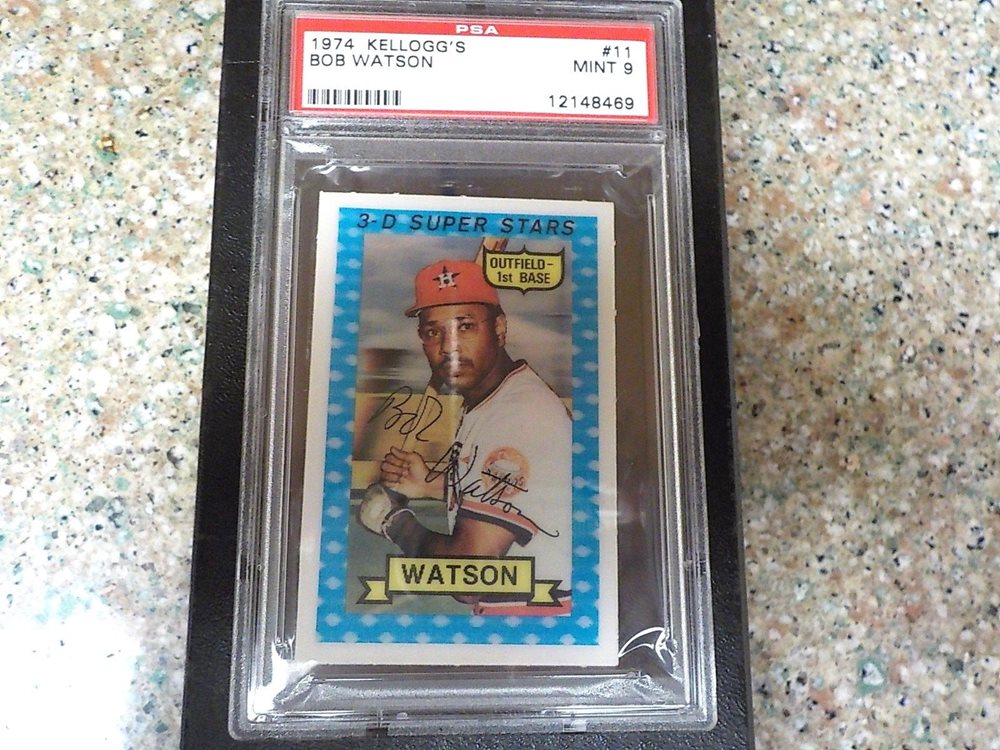 PSA
1974 KELLOGG'S #11
BOB WATSON MINT 9
12148469
3-D SUPER STARS
OUTFIELD-
1st BASE
H
Bob
Watson
WATSON